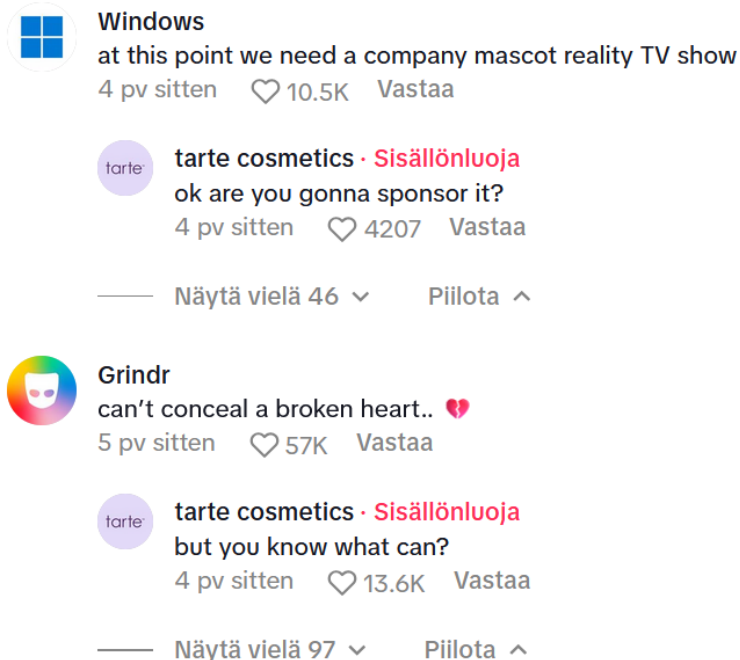 Windows
at this point we need a company mascot reality TV show
4 pv sitten 10.5K Vastaa
tarte
tarte cosmetics · Sisällönluoja
ok are you gonna sponsor it?
4 pv sitten 4207 Vastaa
Näytä vielä 46 Piilota
Grindr
can't conceal a broken heart.. 💔
5 pv sitten 57K Vastaa
tarte
tarte cosmetics · Sisällönluoja
but you know what can?
4 pv sitten 13.6K Vastaa
Näytä vielä 97 Piilota